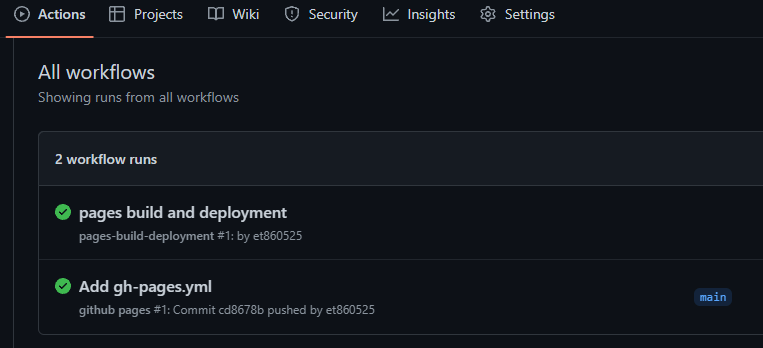 Actions Projects Wiki Security Insights Settings
All workflows
Showing runs from all workflows
2 workflow runs
pages build and deployment
pages-build-deployment #1: by et860525
Add gh-pages.yml
main
github pages #1: Commit cd8678b pushed by et860525